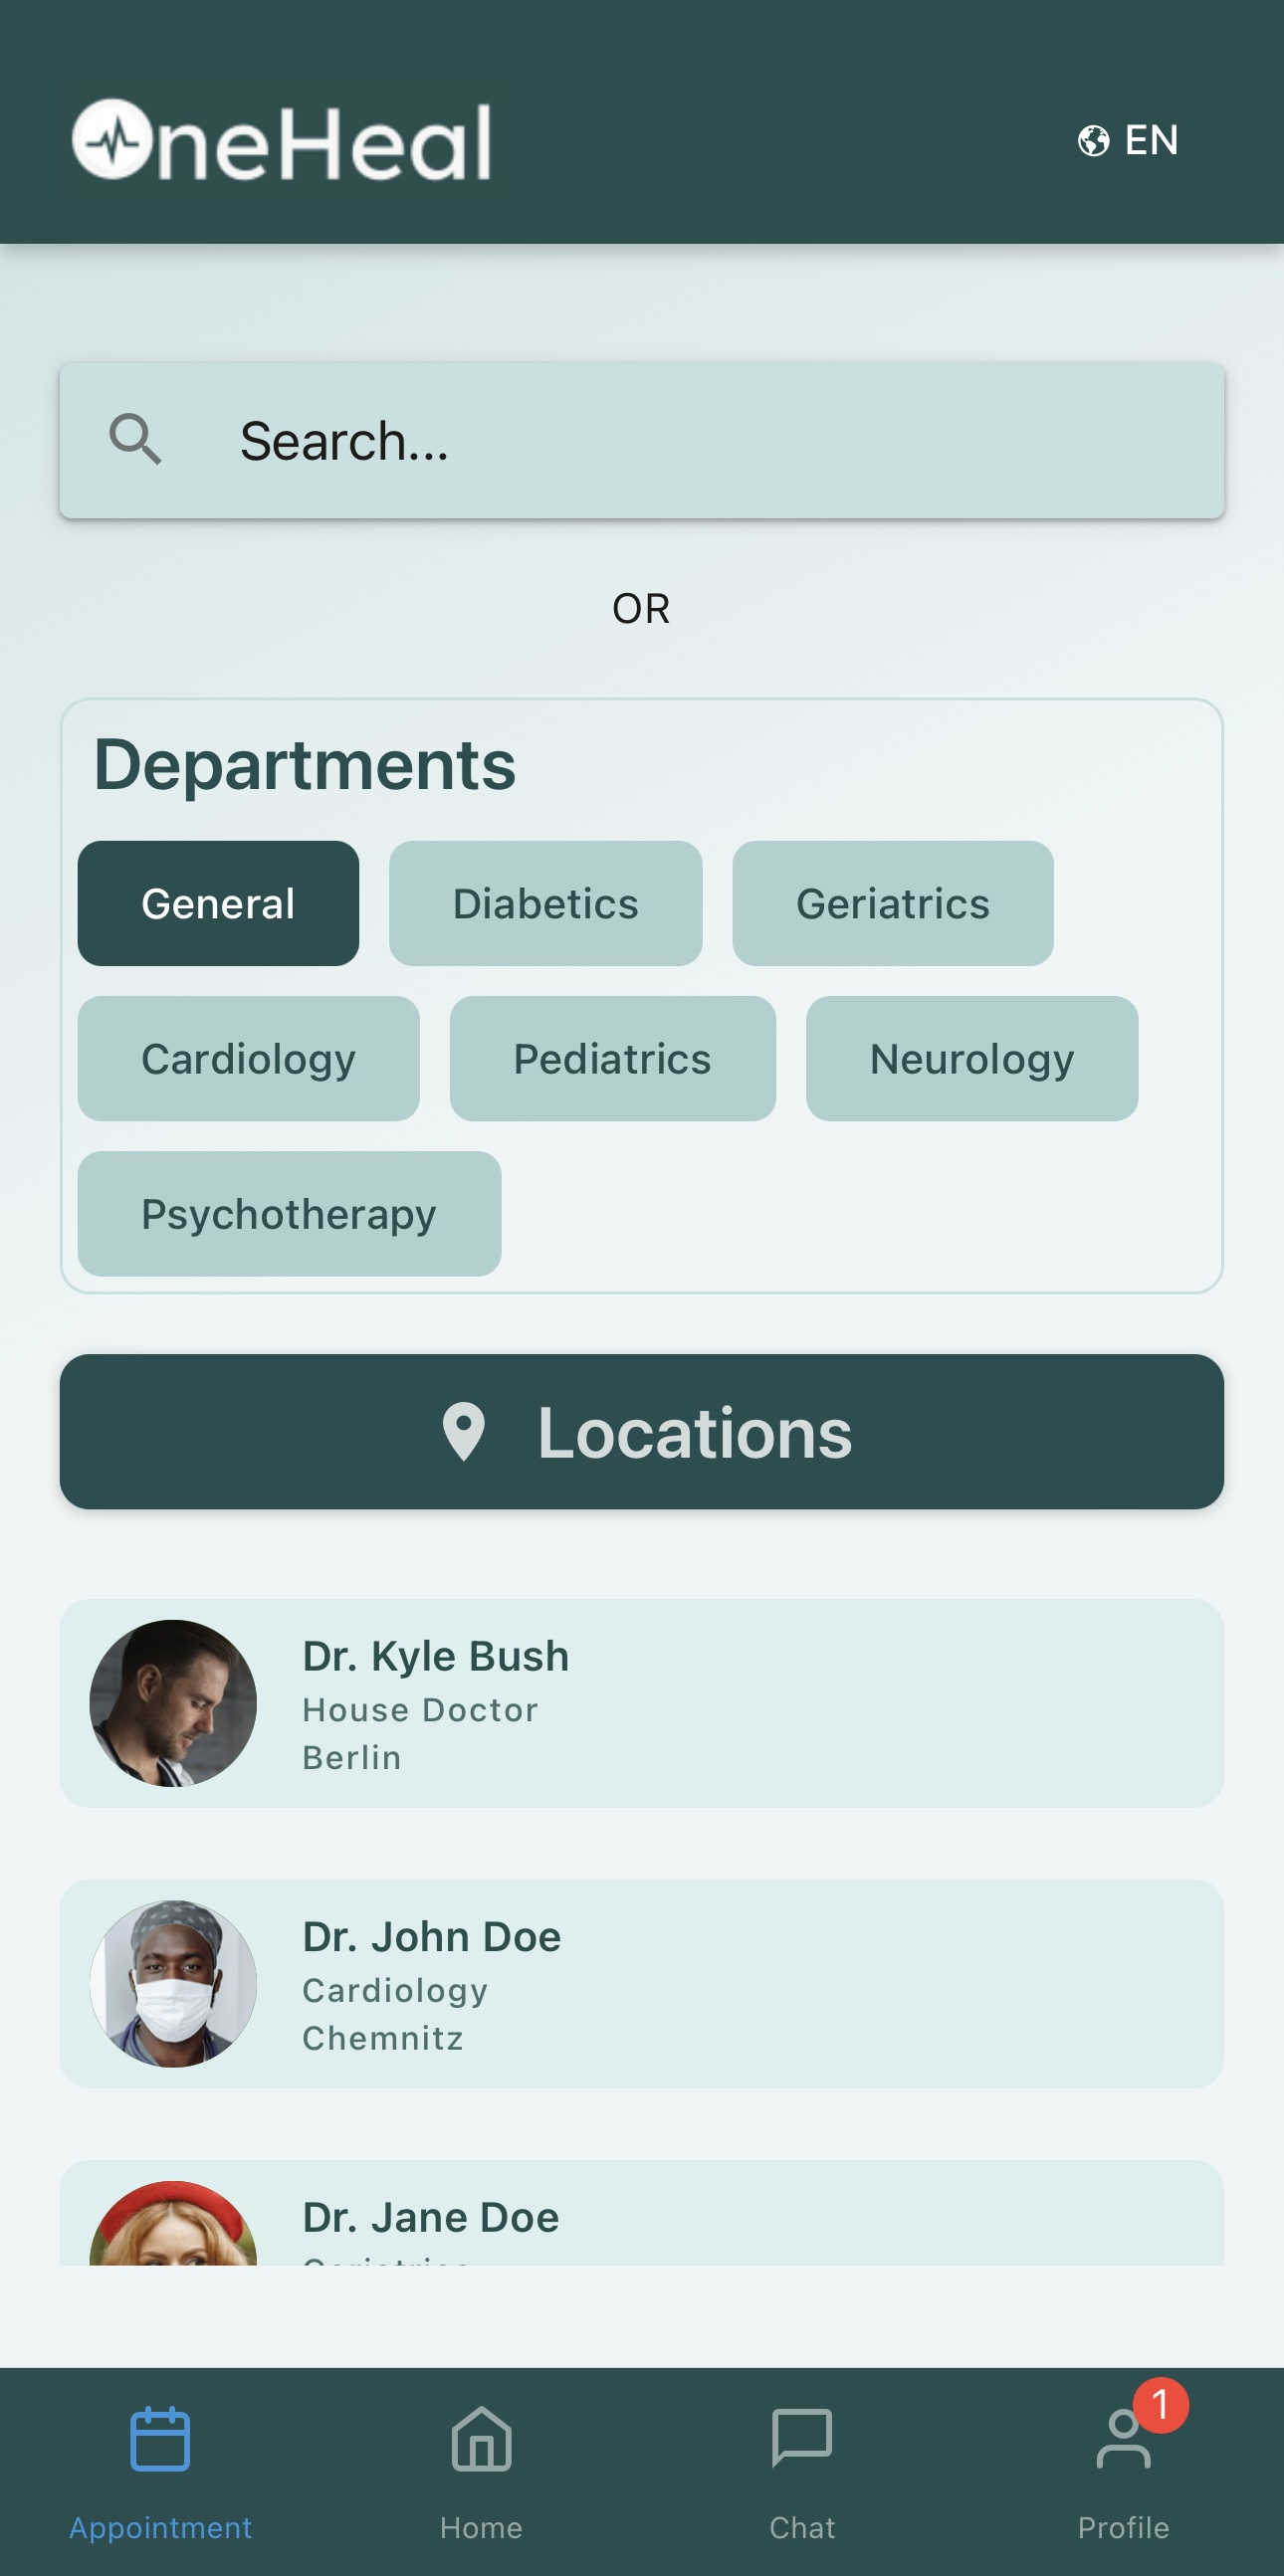 OneHeal
EN
Search...
OR
Departments
General Diabetics Geriatrics
Cardiology Pediatrics Neurology
Psychotherapy
Locations
Dr. Kyle Bush
House Doctor
Berlin
Dr. John Doe
Cardiology
Chemnitz
Dr. Jane Doe
1
Appointment Home Chat Profile